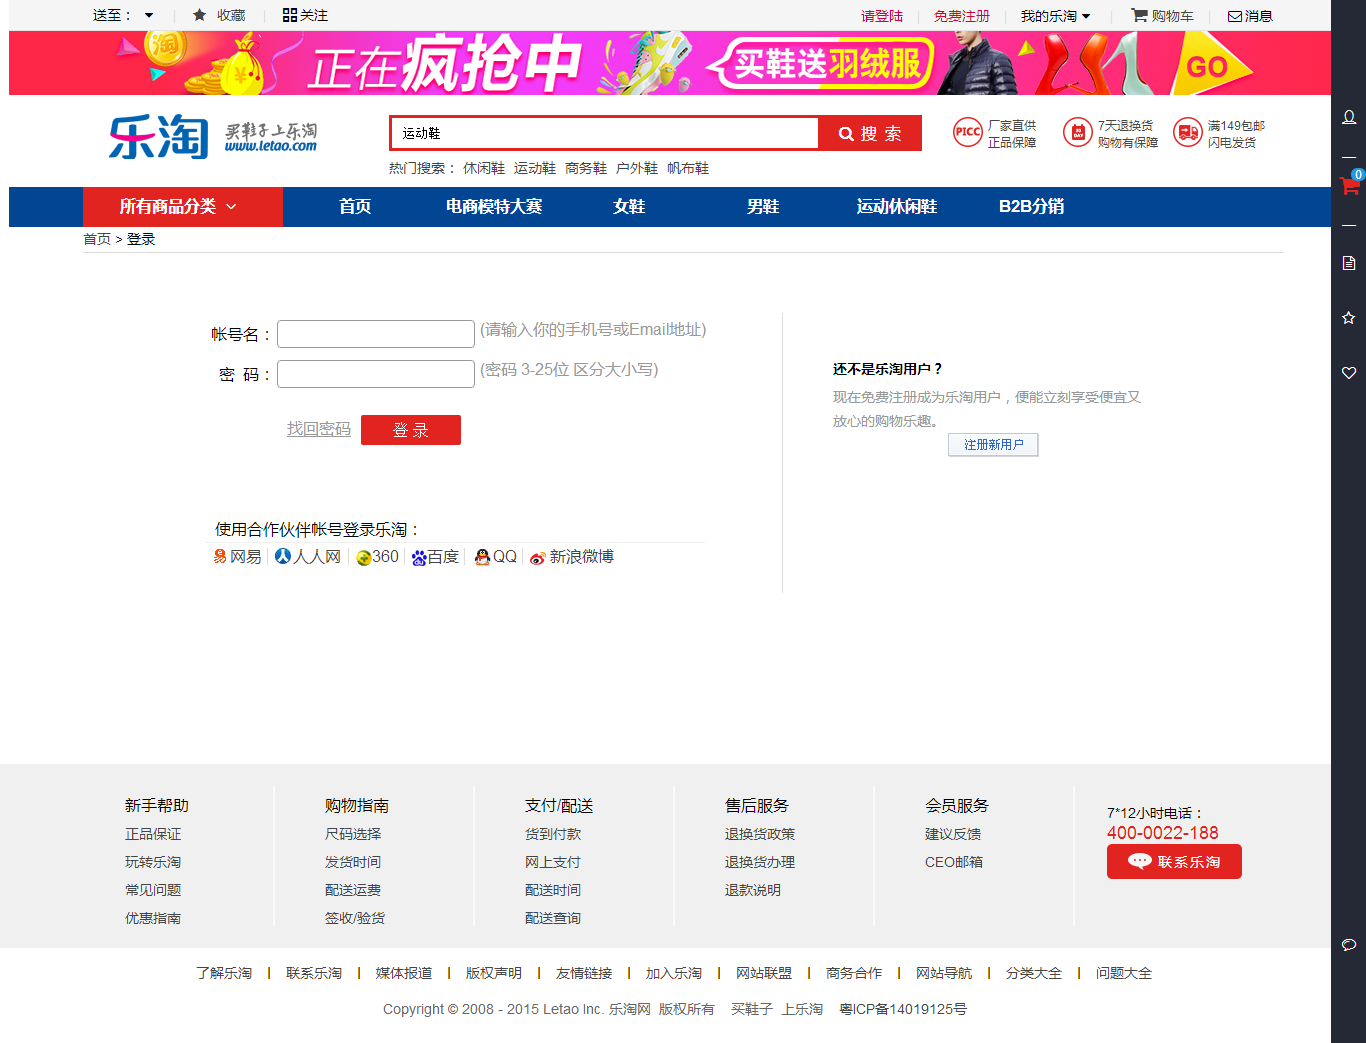 送至： 收藏 关注 请登陆 免费注册 我的乐淘 购物车 消息
淘 ¥ 正在疯抢中 买鞋送羽绒服 GO
乐淘 买鞋子上乐淘 www.letao.com
运动鞋 搜 索
PICC 厂家直供 正品保障
7天退换货 购物有保障
满149包邮 闪电发货
热门搜索： 休闲鞋 运动鞋 商务鞋 户外鞋 帆布鞋
0
所有商品分类 首页 电商模特大赛 女鞋 男鞋 运动休闲鞋 B2B分销
首页 > 登录
帐号名： (请输入你的手机号或Email地址)
密 码： (密码 3-25位 区分大小写)
找回密码 登 录
使用合作伙伴帐号登录乐淘：
网易 人人网 360 百度 QQ 新浪微博
还不是乐淘用户？
现在免费注册成为乐淘用户，便能立刻享受便宜又
放心的购物乐趣。
注册新用户
新手帮助
正品保证
玩转乐淘
常见问题
优惠指南
购物指南
尺码选择
发货时间
配送运费
签收/验货
支付/配送
货到付款
网上支付
配送时间
配送查询
售后服务
退换货政策
退换货办理
退款说明
会员服务
建议反馈
CEO邮箱
7*12小时电话：
400-0022-188
联系乐淘
了解乐淘 | 联系乐淘 | 媒体报道 | 版权声明 | 友情链接 | 加入乐淘 | 网站联盟 | 商务合作 | 网站导航 | 分类大全 | 问题大全
Copyright © 2008 - 2015 Letao Inc. 乐淘网 版权所有 买鞋子 上乐淘 粤ICP备14019125号